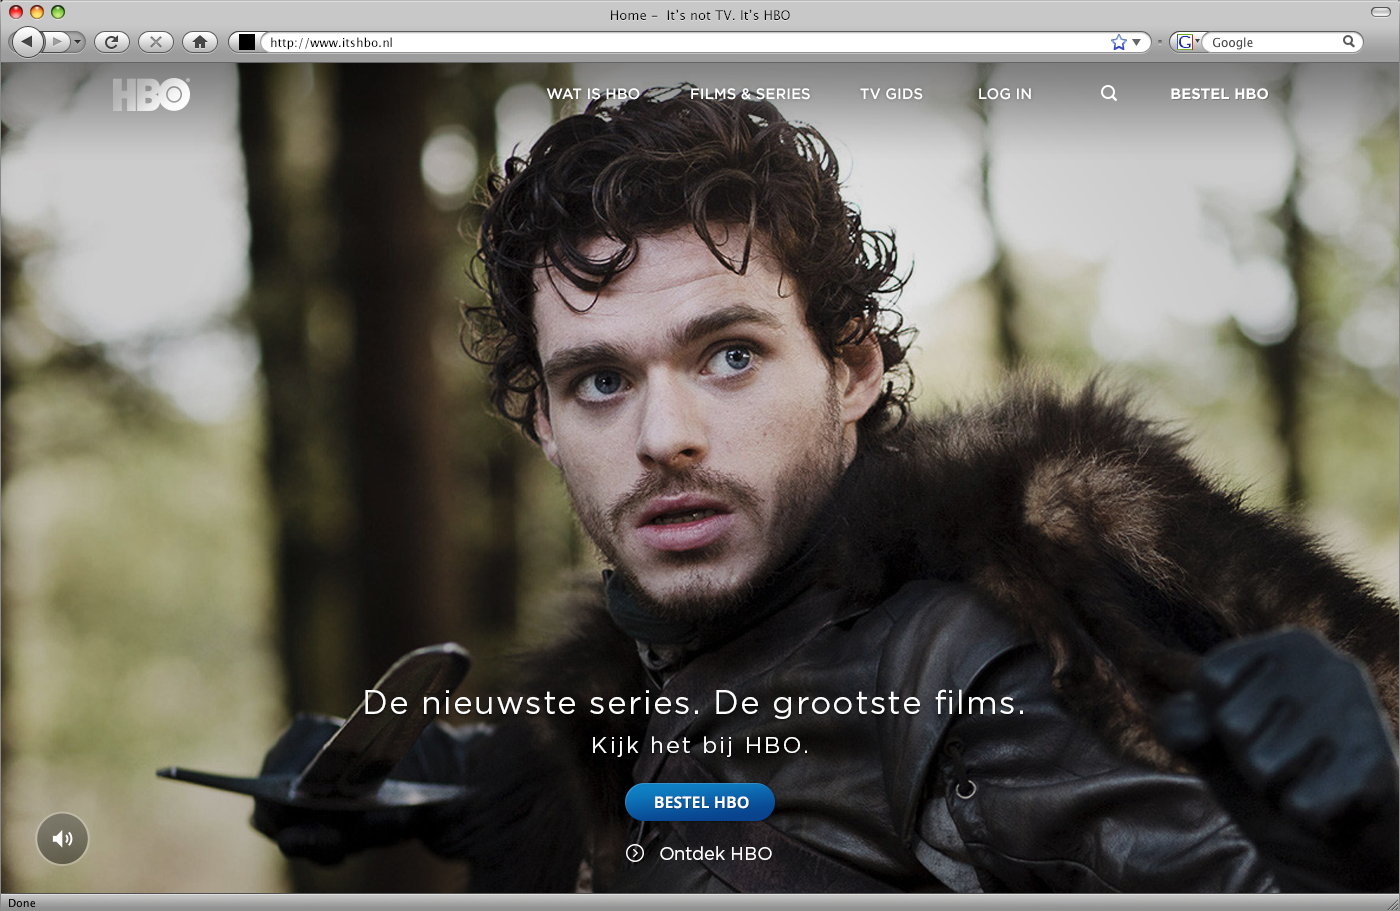 Home – It's not TV. It's HBO
http://www.itshbo.nl
G
Google
HBO
WAT IS HBO
FILMS & SERIES
TV GIDS
LOG IN
BESTEL HBO
De nieuwste series. De grootste films.
Kijk het bij HBO.
BESTEL HBO
Ontdek HBO
Done